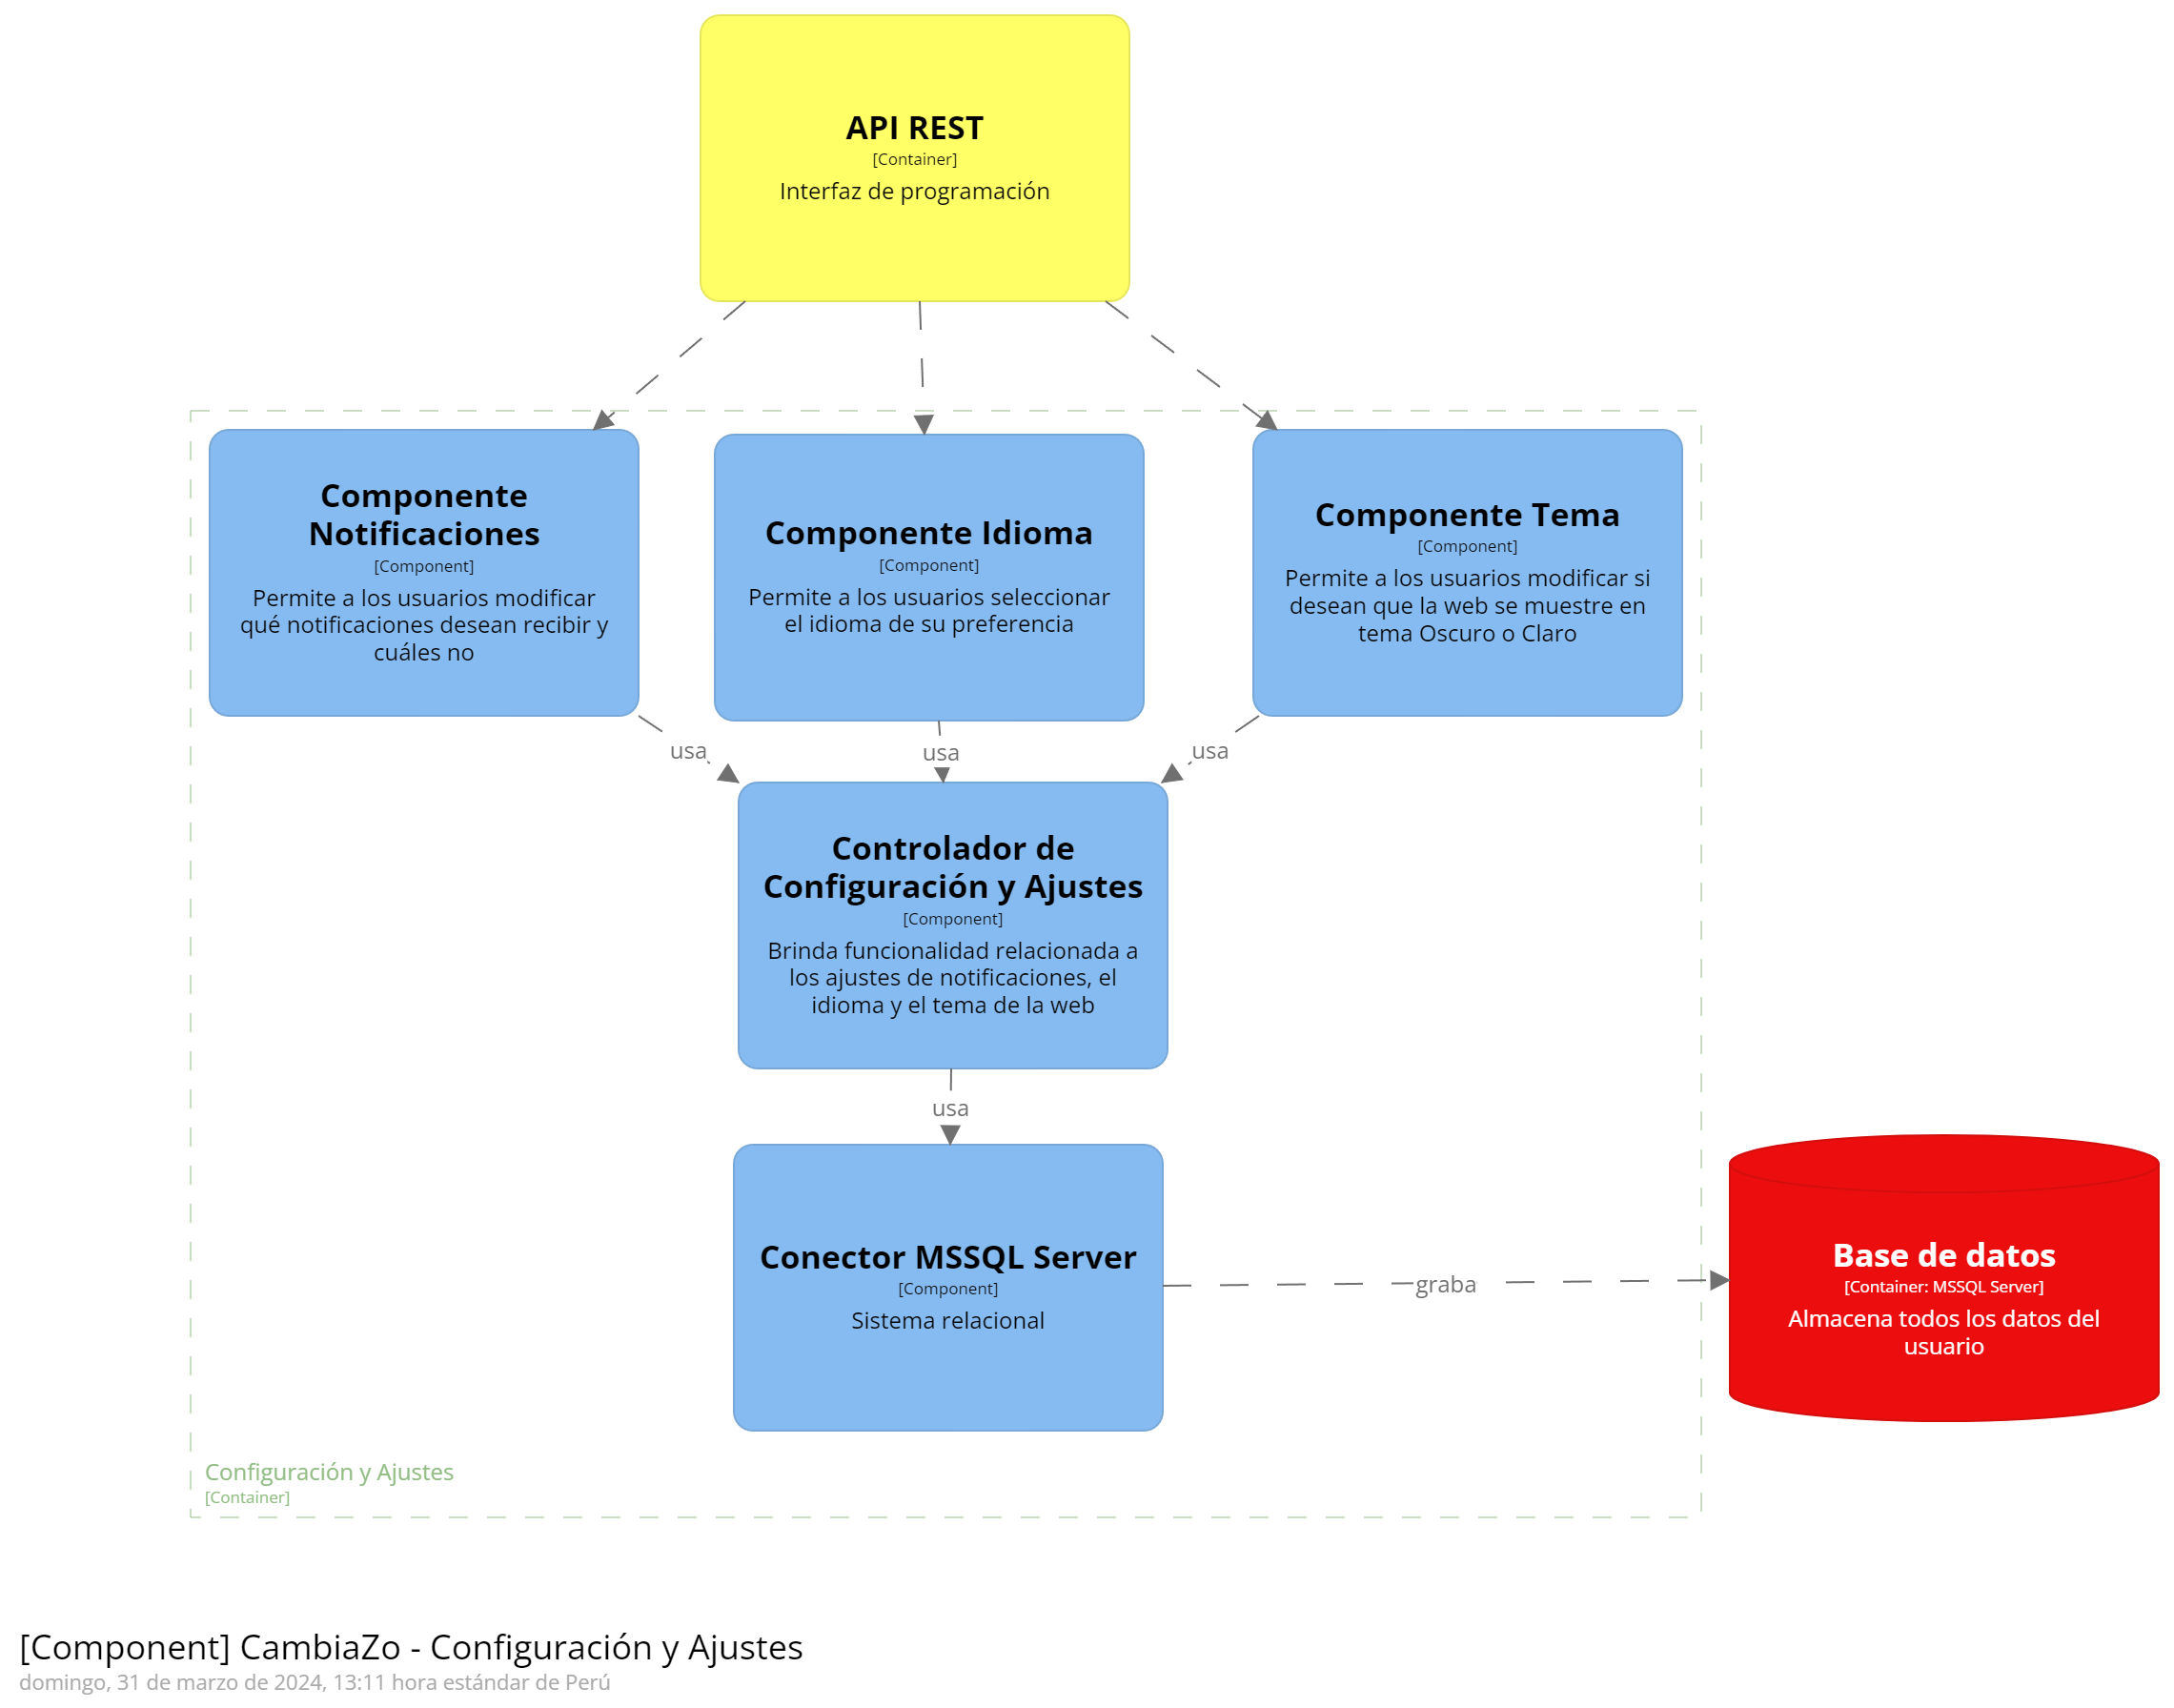 API REST
[Container]
Interfaz de programación
Componente
Notificaciones
[Component]
Permite a los usuarios modificar
qué notificaciones desean recibir y
cuáles no
Componente Idioma
[Component]
Permite a los usuarios seleccionar
el idioma de su preferencia
Componente Tema
[Component]
Permite a los usuarios modificar si
desean que la web se muestre en
tema Oscuro o Claro
usa
usa
usa
Controlador de
Configuración y Ajustes
[Component]
Brinda funcionalidad relacionada a
los ajustes de notificaciones, el
idioma y el tema de la web
usa
Conector MSSQL Server
[Component]
Sistema relacional
graba
Base de datos
[Container: MSSQL Server]
Almacena todos los datos del
usuario
Configuración y Ajustes
[Container]
[Component] CambiaZo - Configuración y Ajustes
domingo, 31 de marzo de 2024, 13:11 hora estándar de Perú